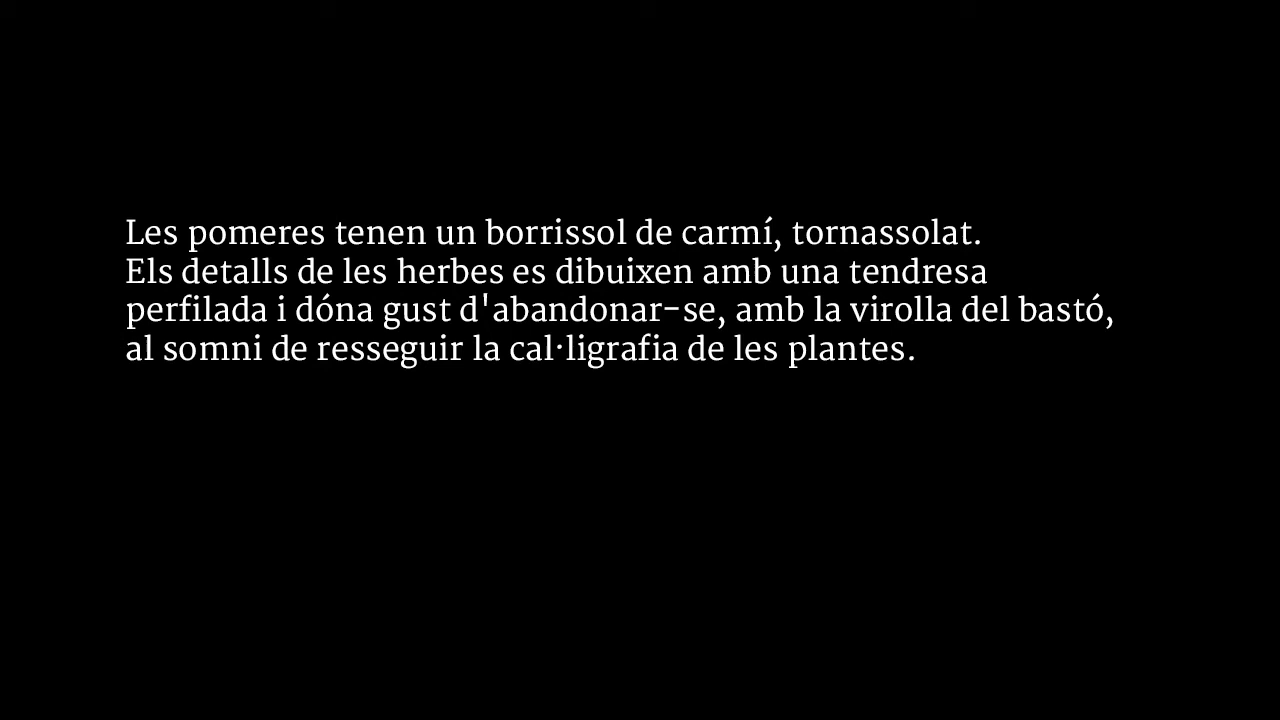 Les pomeres tenen un borrissol de carmí, tornassolat.
Els detalls de les herbes es dibuixen amb una tendresa
perfilada i dóna gust d'abandonar-se, amb la virolla del bastó,
al somni de resseguir la cal·ligrafia de les plantes.